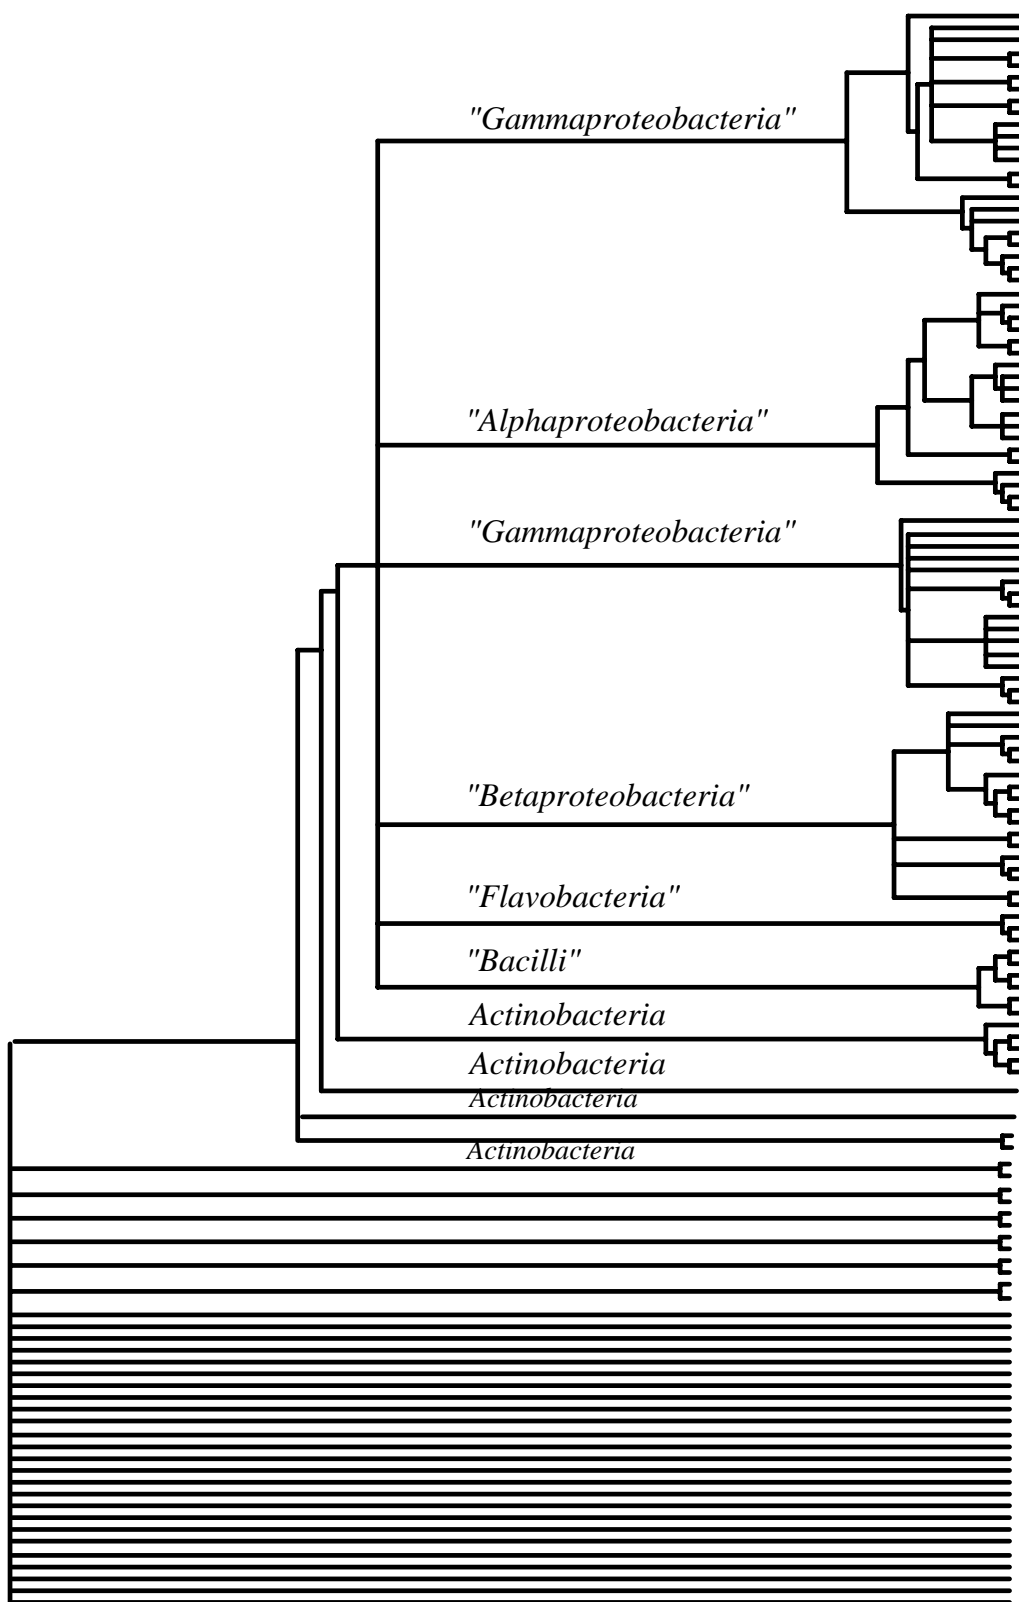 "Gammaproteobacteria"
"Alphaproteobacteria"
"Gammaproteobacteria"
"Betaproteobacteria"
"Flavobacteria"
"Bacilli"
Actinobacteria
Actinobacteria
Actinobacteria
Actinobacteria